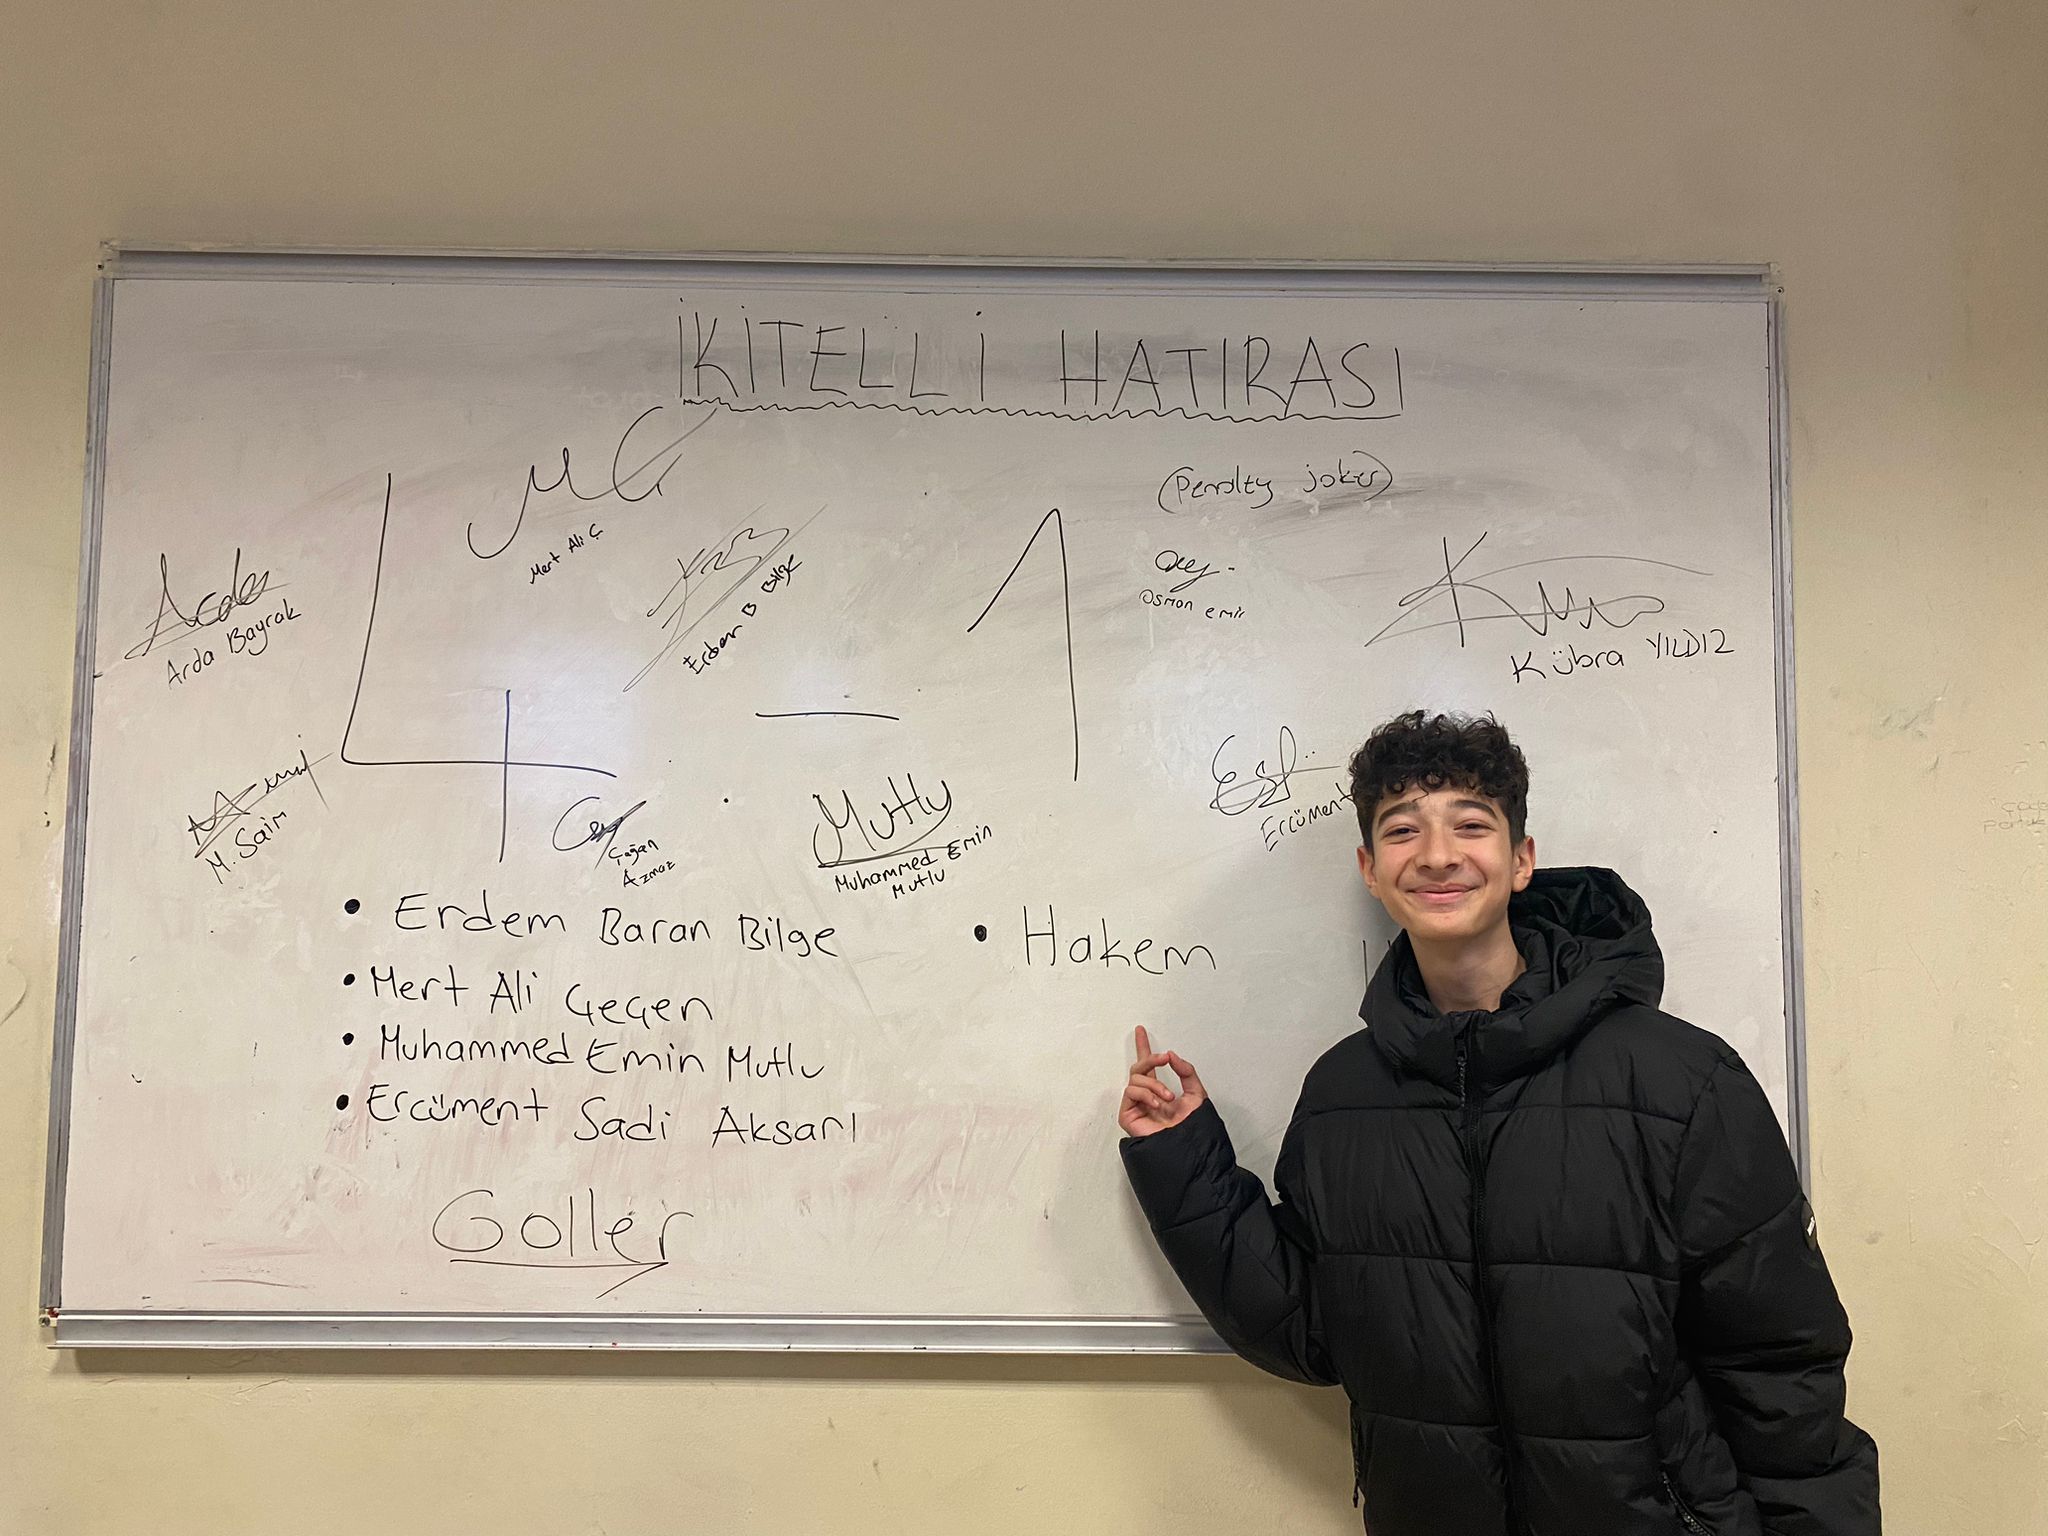 İKİTELLİ HATIRASI
(Penalty joker)
4 - 1
Mert Ali Ç
Arda
Arda Bayrak
Erdem B Bilge
Osman emir
Kübra YILDIZ
M. Saim
Çağan
Azmaz
Mutlu
Muhammed Emin
Mutlu
Ercüment
• Erdem Baran Bilge
• Mert Ali Geçen
• Muhammed Emin Mutlu
• Ercüment Sadi Aksarı
• Hakem
Goller